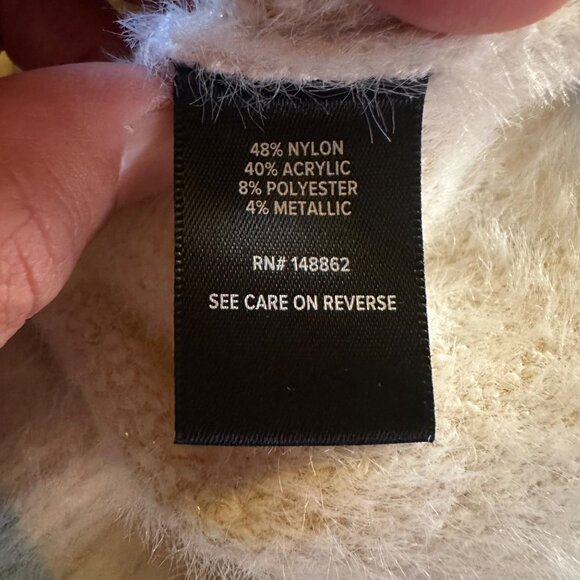 48% NYLON
40% ACRYLIC
8% POLYESTER
4% METALLIC
RN# 148862
SEE CARE ON REVERSE